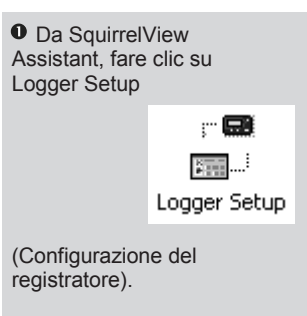 ❶ Da SquirrelView
Assistant, fare clic su
Logger Setup
Logger Setup
(Configurazione del
registratore).